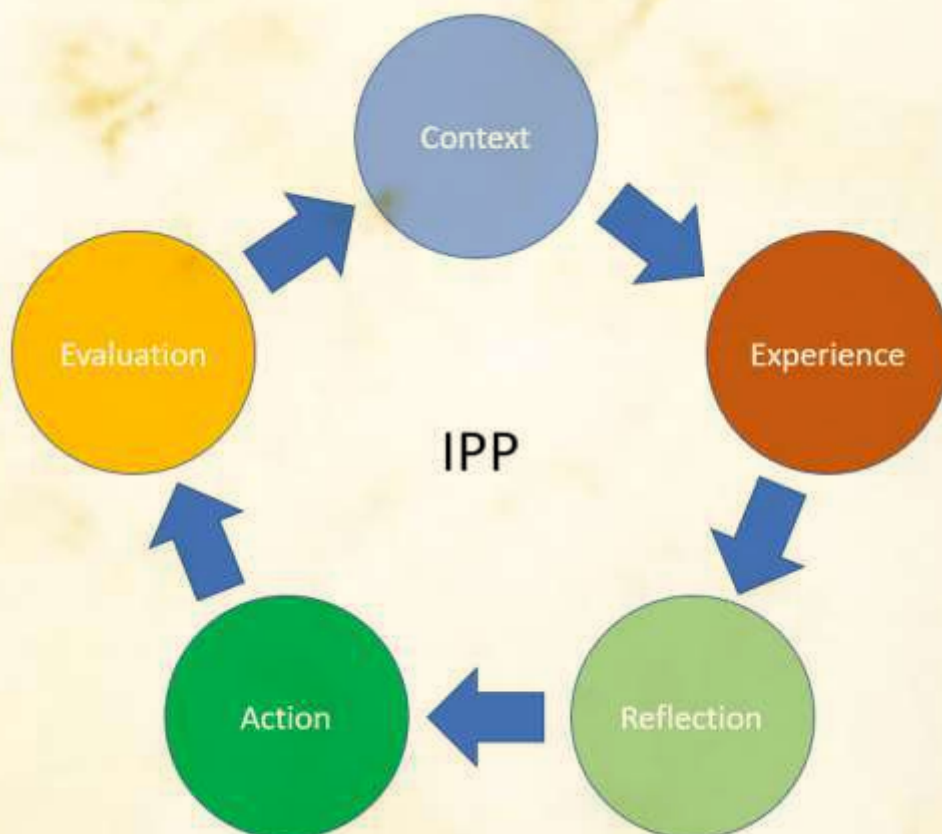 Context
Experience
Reflection
Action
Evaluation
IPP